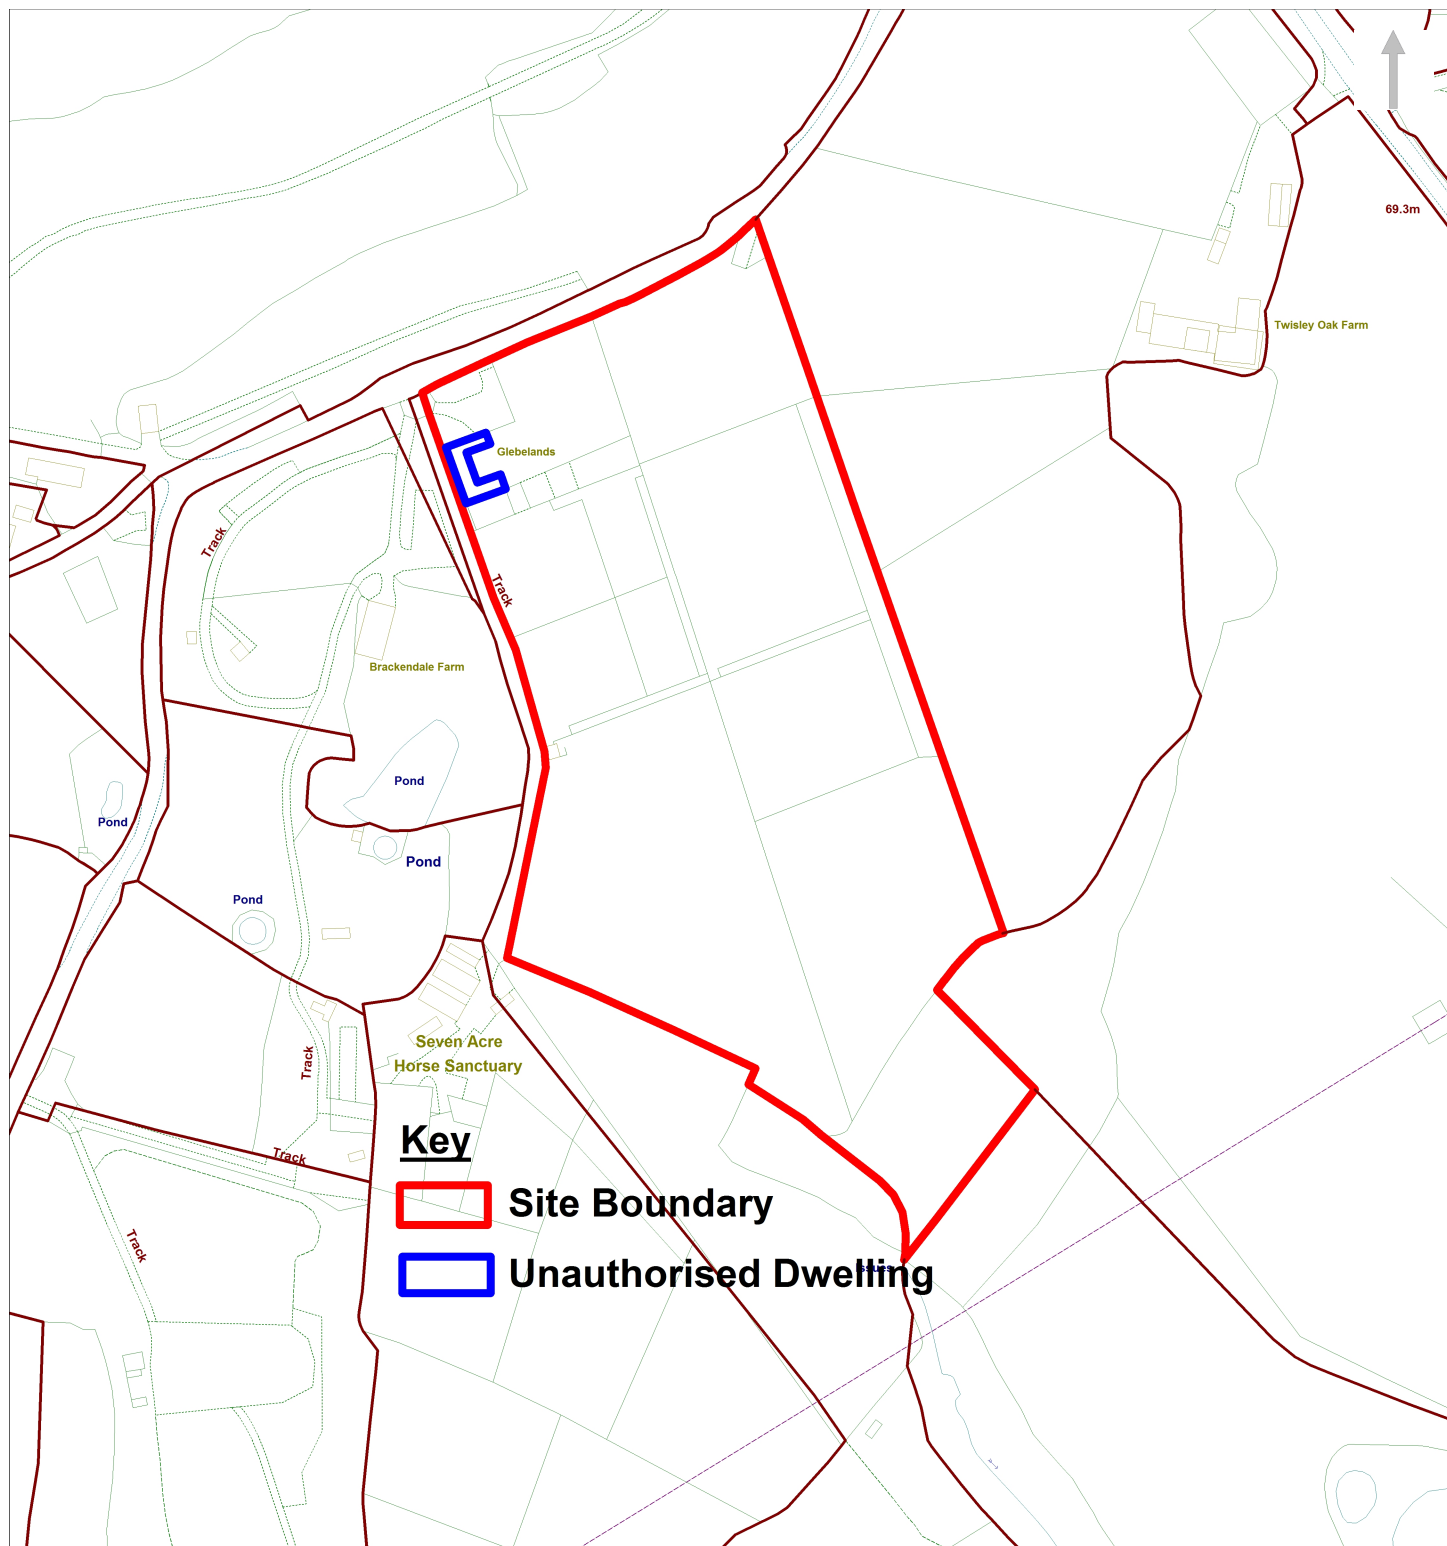 69.3m
Twisley Oak Farm
Glebelands
Track
Track
Brackendale Farm
Pond
Pond
Pond
Pond
Seven Acre
Horse Sanctuary
Track
Track
Track
Key
Site Boundary
Issues
Unauthorised Dwelling